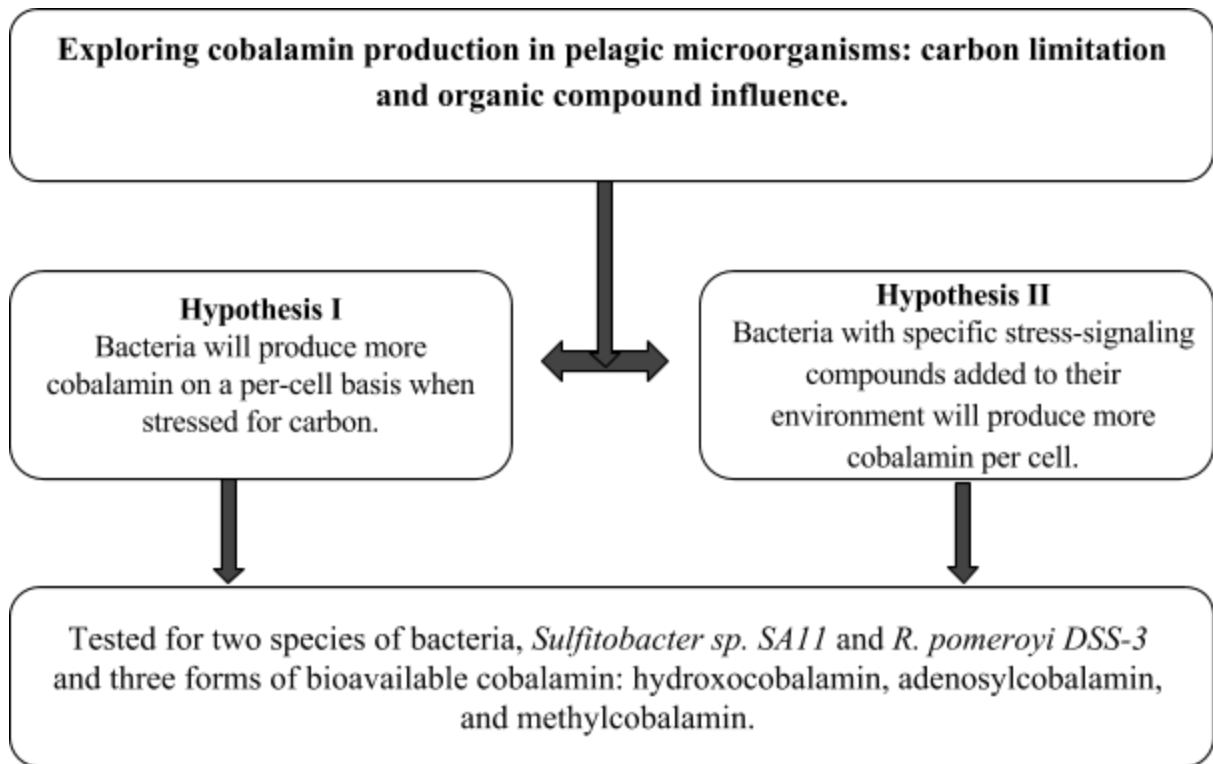 Exploring cobalamin production in pelagic microorganisms: carbon limitation
and organic compound influence.
Hypothesis I
Bacteria will produce more
cobalamin on a per-cell basis when
stressed for carbon.
Hypothesis II
Bacteria with specific stress-signaling
compounds added to their
environment will produce more
cobalamin per cell.
Tested for two species of bacteria, Sulfitobacter sp. SA11 and R. pomeroyi DSS-3
and three forms of bioavailable cobalamin: hydroxocobalamin, adenosylcobalamin,
and methylcobalamin.